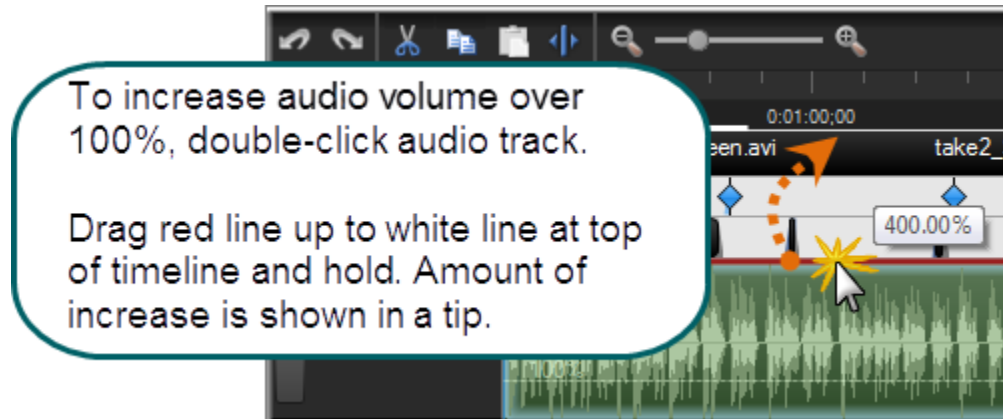 To increase audio volume over
100%, double-click audio track.
Drag red line up to white line at top
of timeline and hold. Amount of
increase is shown in a tip.
0:01:00;00
een.avi
take2_
400.00%
100%